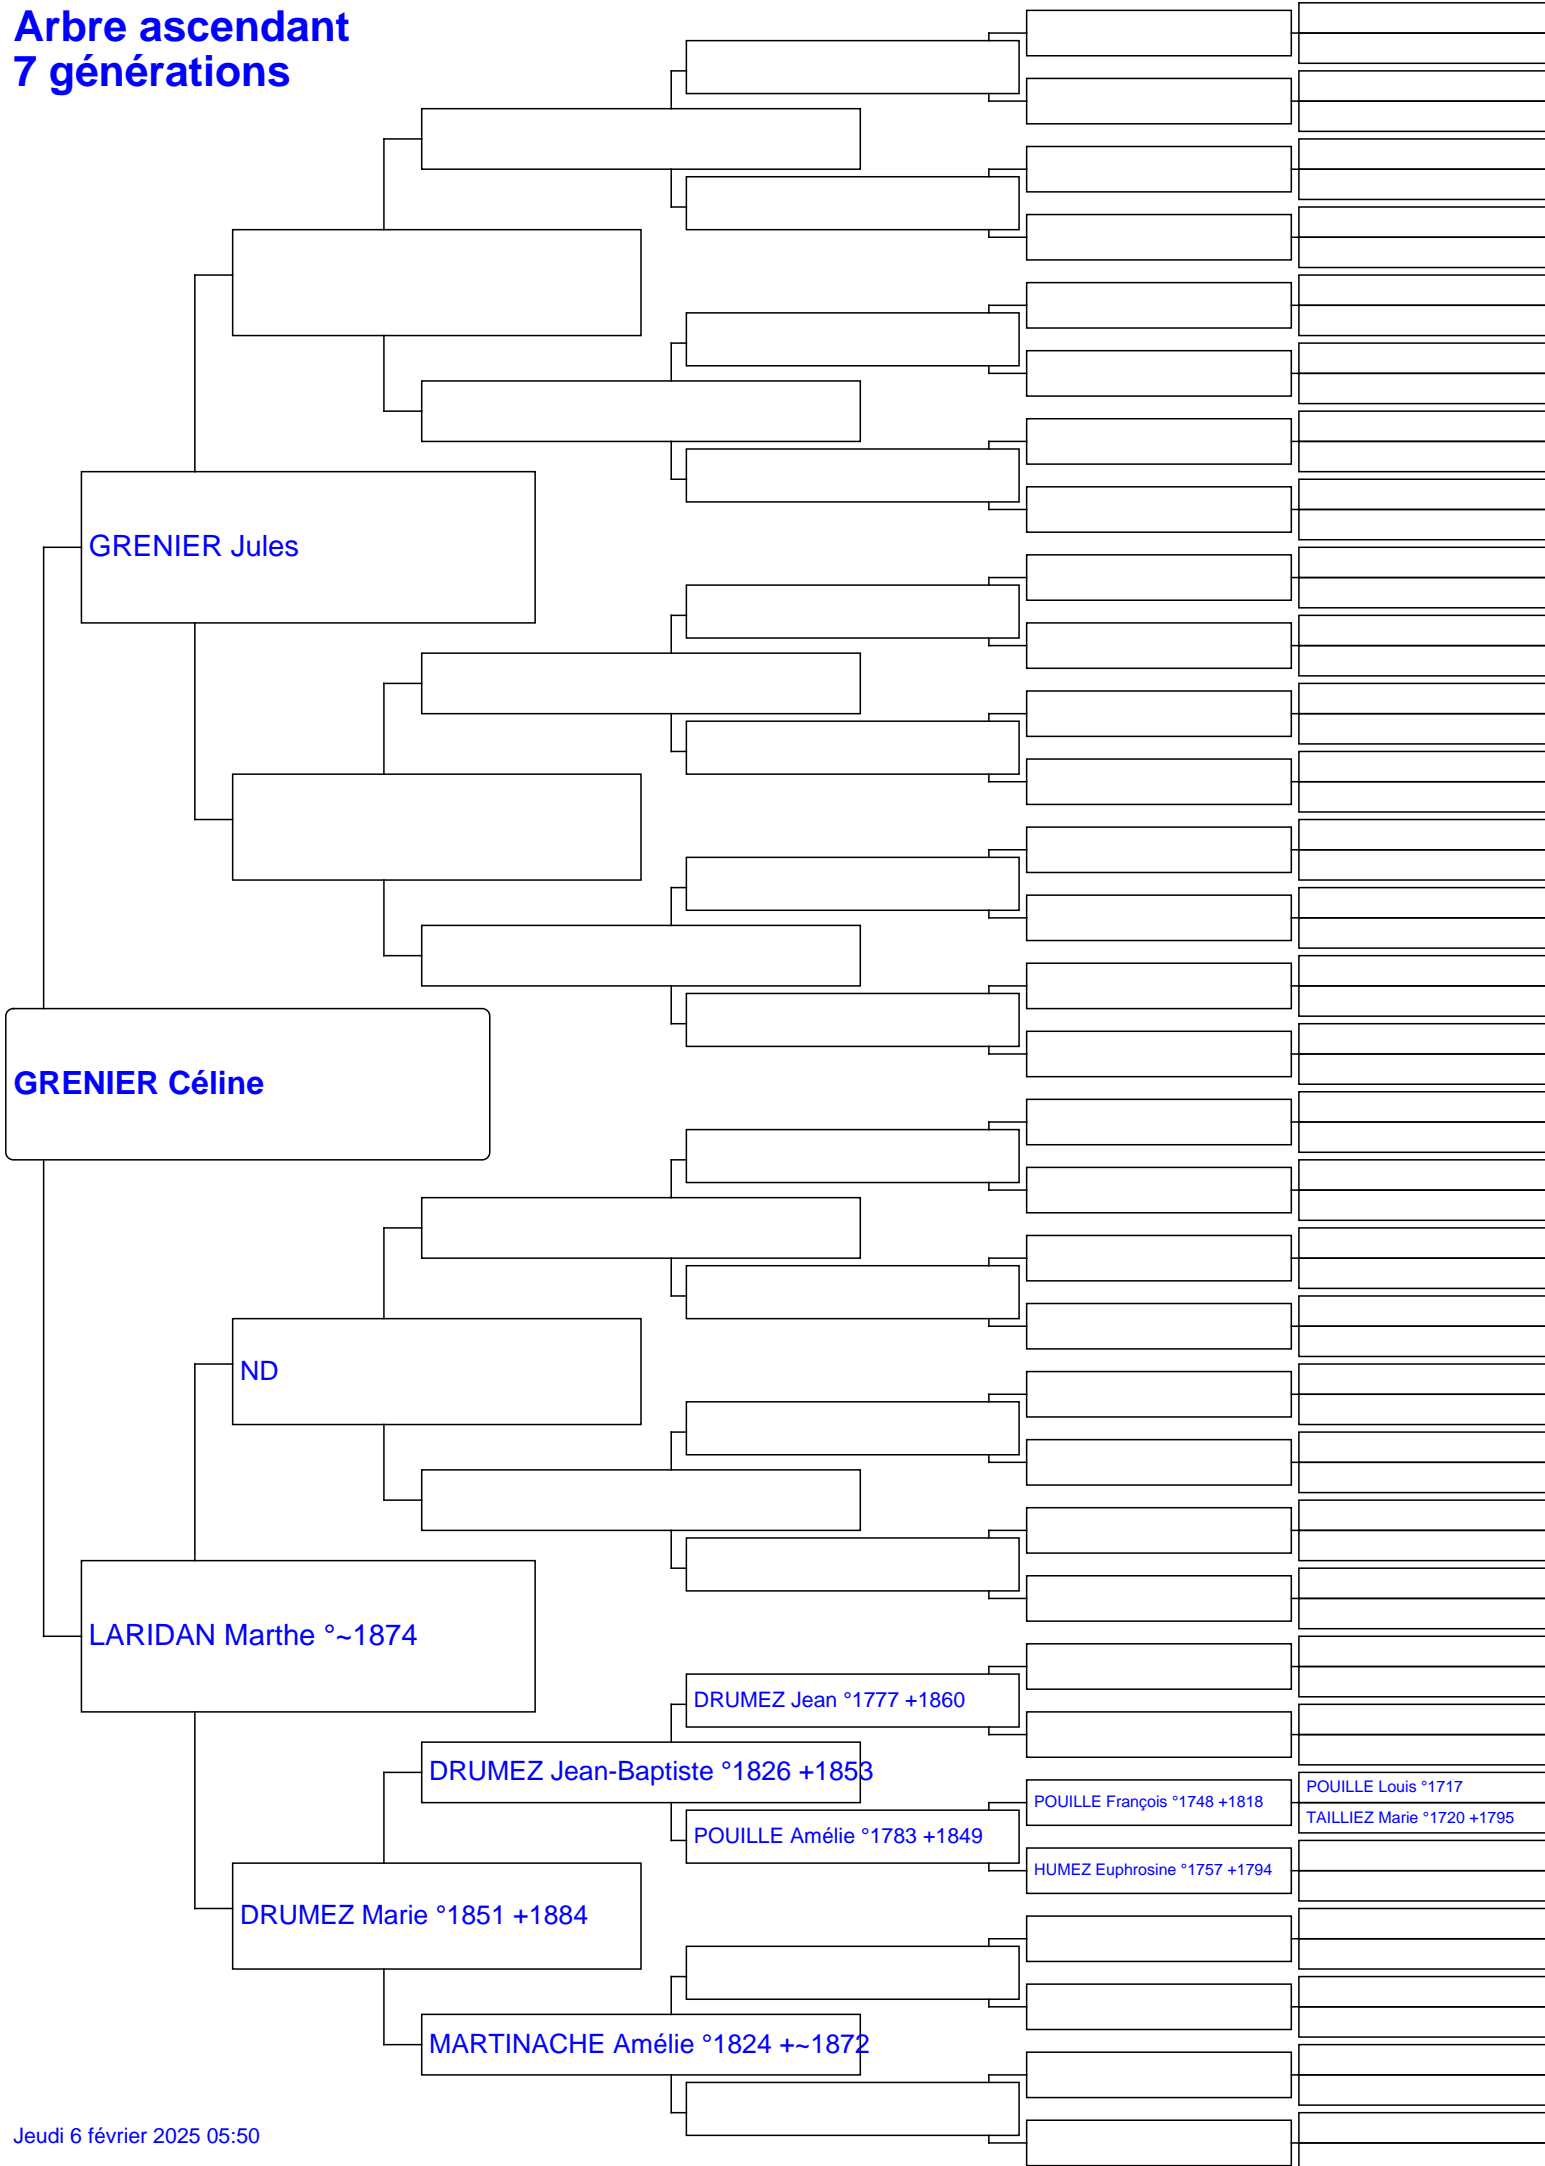 Arbre ascendant
7 générations
GRENIER Jules
GRENIER Céline
ND
LARIDAN Marthe °~1874
DRUMEZ Jean °1777 +1860
DRUMEZ Jean-Baptiste °1826 +1853
POUILLE Louis °1717
POUILLE François °1748 +1818
TAILLIEZ Marie °1720 +1795
POUILLE Amélie °1783 +1849
HUMEZ Euphrosine °1757 +1794
DRUMEZ Marie °1851 +1884
MARTINACHE Amélie °1824 +~1872
Jeudi 6 février 2025 05:50